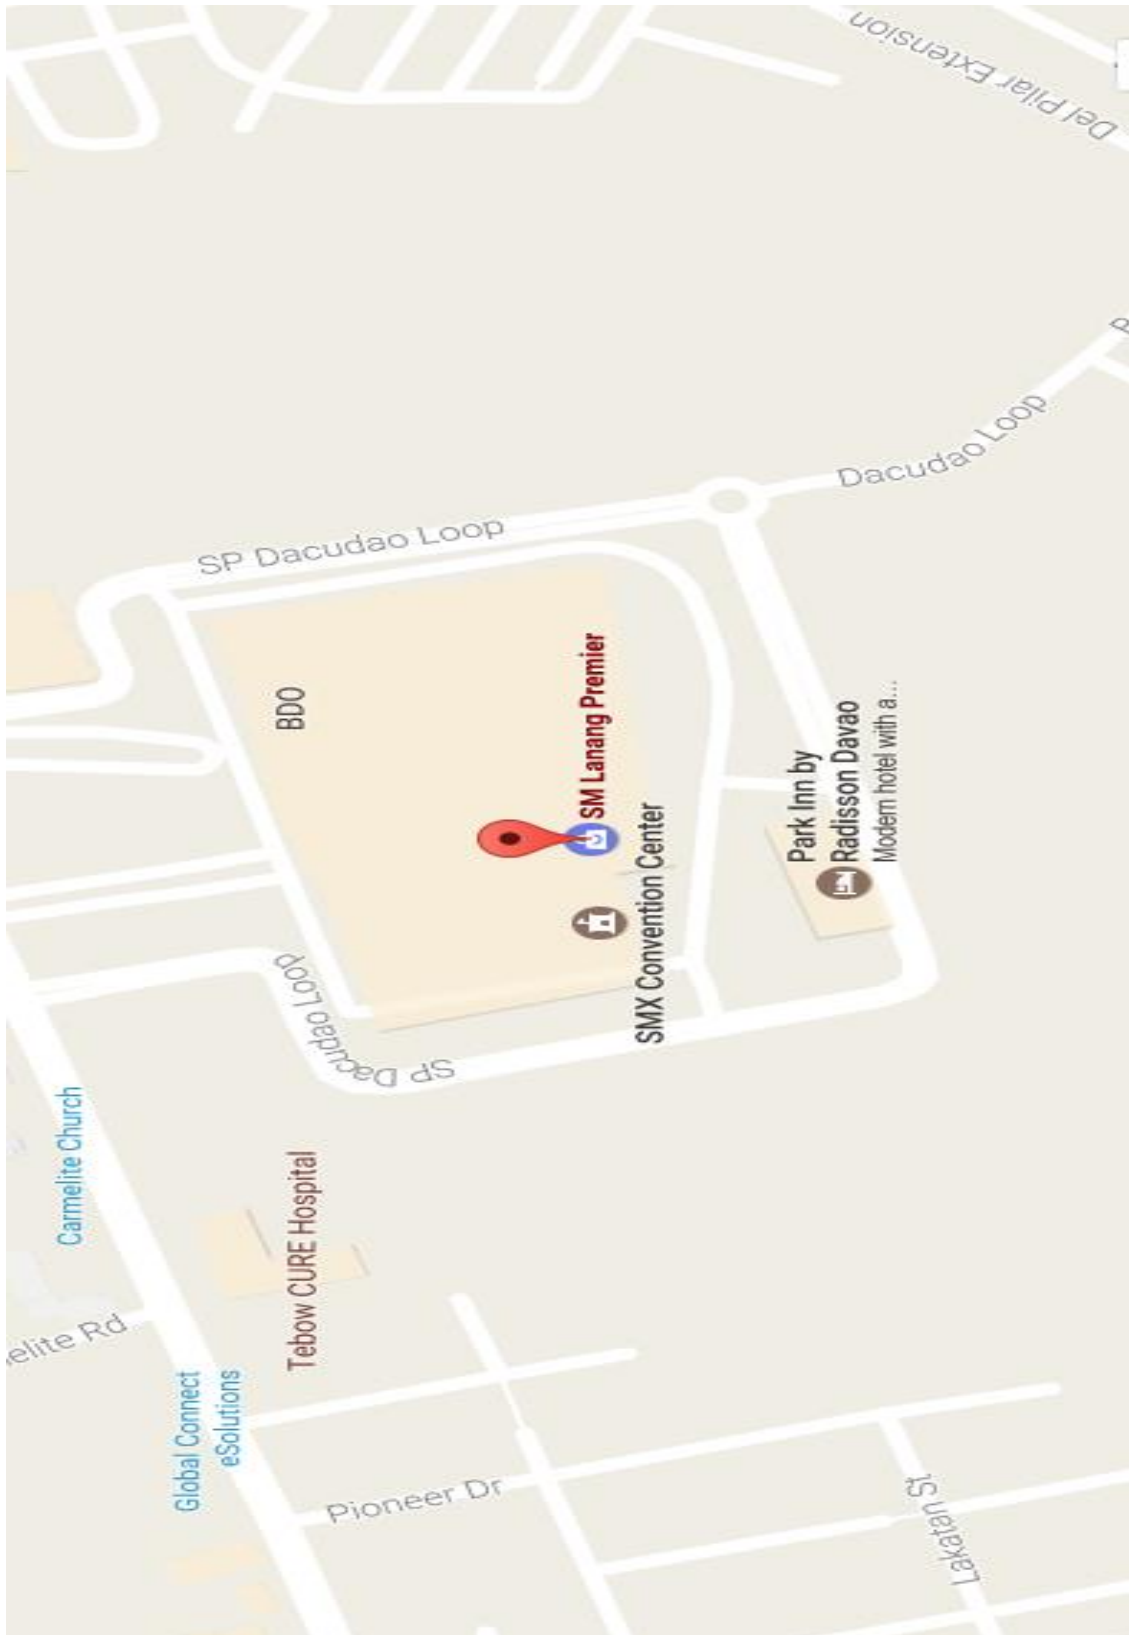 Carmelite Church
elite Rd
Global Connect
eSolutions
Tebow CURE Hospital
Pioneer Dr
SP Dacudao Loop
BDO
SM Lanang Premier
SMX Convention Center
SP Dacudao Loop
Park Inn by
Radisson Davao
Modern hotel with a...
Lakatan St
Dacudao Loop
Del Pilar Extension